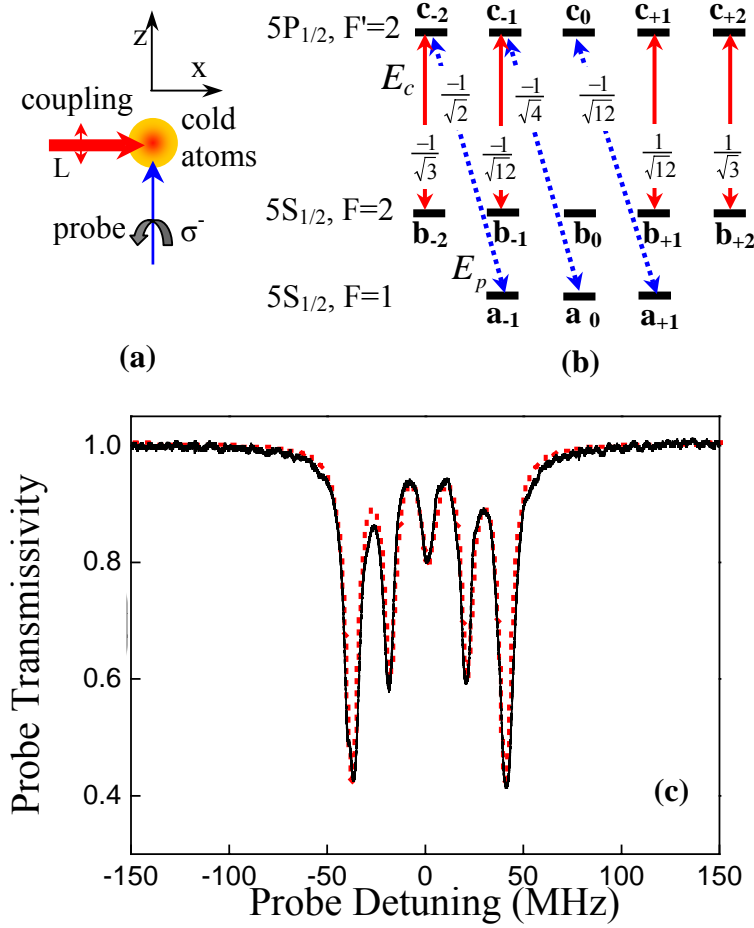 z
x
coupling
L
cold
atoms
probe
σ-
(a)
5P1/2, F'=2
c-2 c-1 c0 c+1 c+2
Ec
-1/√2 -1/√4 -1/√12
-1/√3 -1/√12 1/√12 1/√3
5S1/2, F=2
b-2 b-1 b0 b+1 b+2
Ep
5S1/2, F=1
a-1 a 0 a+1
(b)
1.0
0.8
0.6
0.4
Probe Transmissivity
(c)
-150 -100 -50 0 50 100 150
Probe Detuning (MHz)